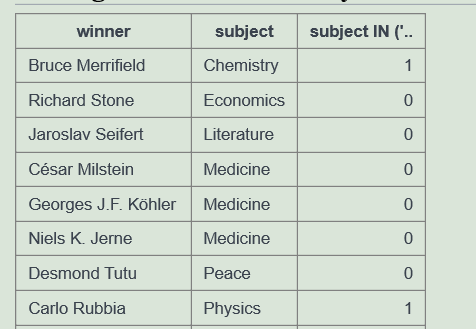 winner subject subject IN ('..
Bruce Merrifield Chemistry 1
Richard Stone Economics 0
Jaroslav Seifert Literature 0
César Milstein Medicine 0
Georges J.F. Köhler Medicine 0
Niels K. Jerne Medicine 0
Desmond Tutu Peace 0
Carlo Rubbia Physics 1